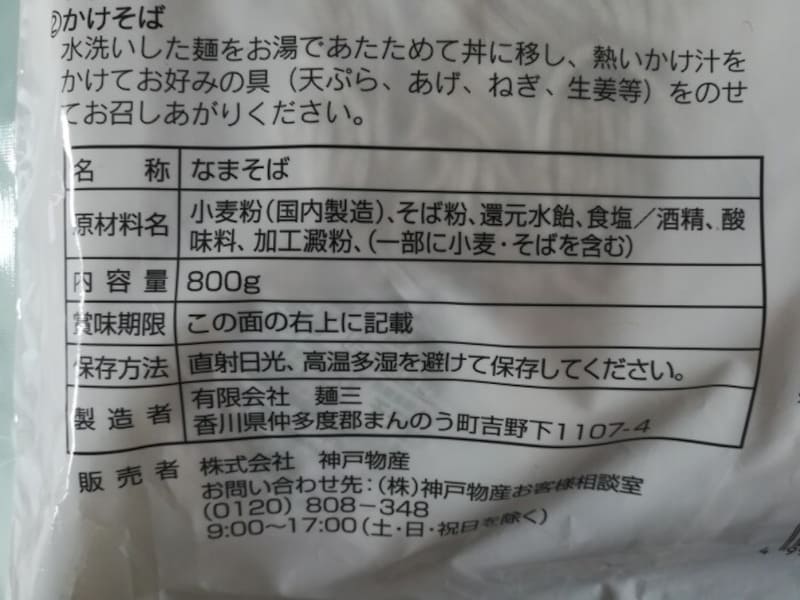 ②かけそば
水洗いした麺をお湯であたためて丼に移し、熱いかけ汁を
かけてお好みの具（天ぷら、あげ、ねぎ、生姜等）をのせ
てお召しあがりください。
名 称 なまそば
原材料名 小麦粉（国内製造）、そば粉、還元水飴、食塩／酒精、酸
味料、加工澱粉、（一部に小麦・そばを含む）
内容量 800g
賞味期限 この面の右上に記載
保存方法 直射日光、高温多湿を避けて保存してください。
製造者 有限会社 麺三
香川県仲多度郡まんのう町吉野下1107-4
販売者 株式会社 神戸物産
お問い合わせ先：（株）神戸物産お客様相談室
（0120）808－348
9:00～17:00（土・日・祝日を除く）